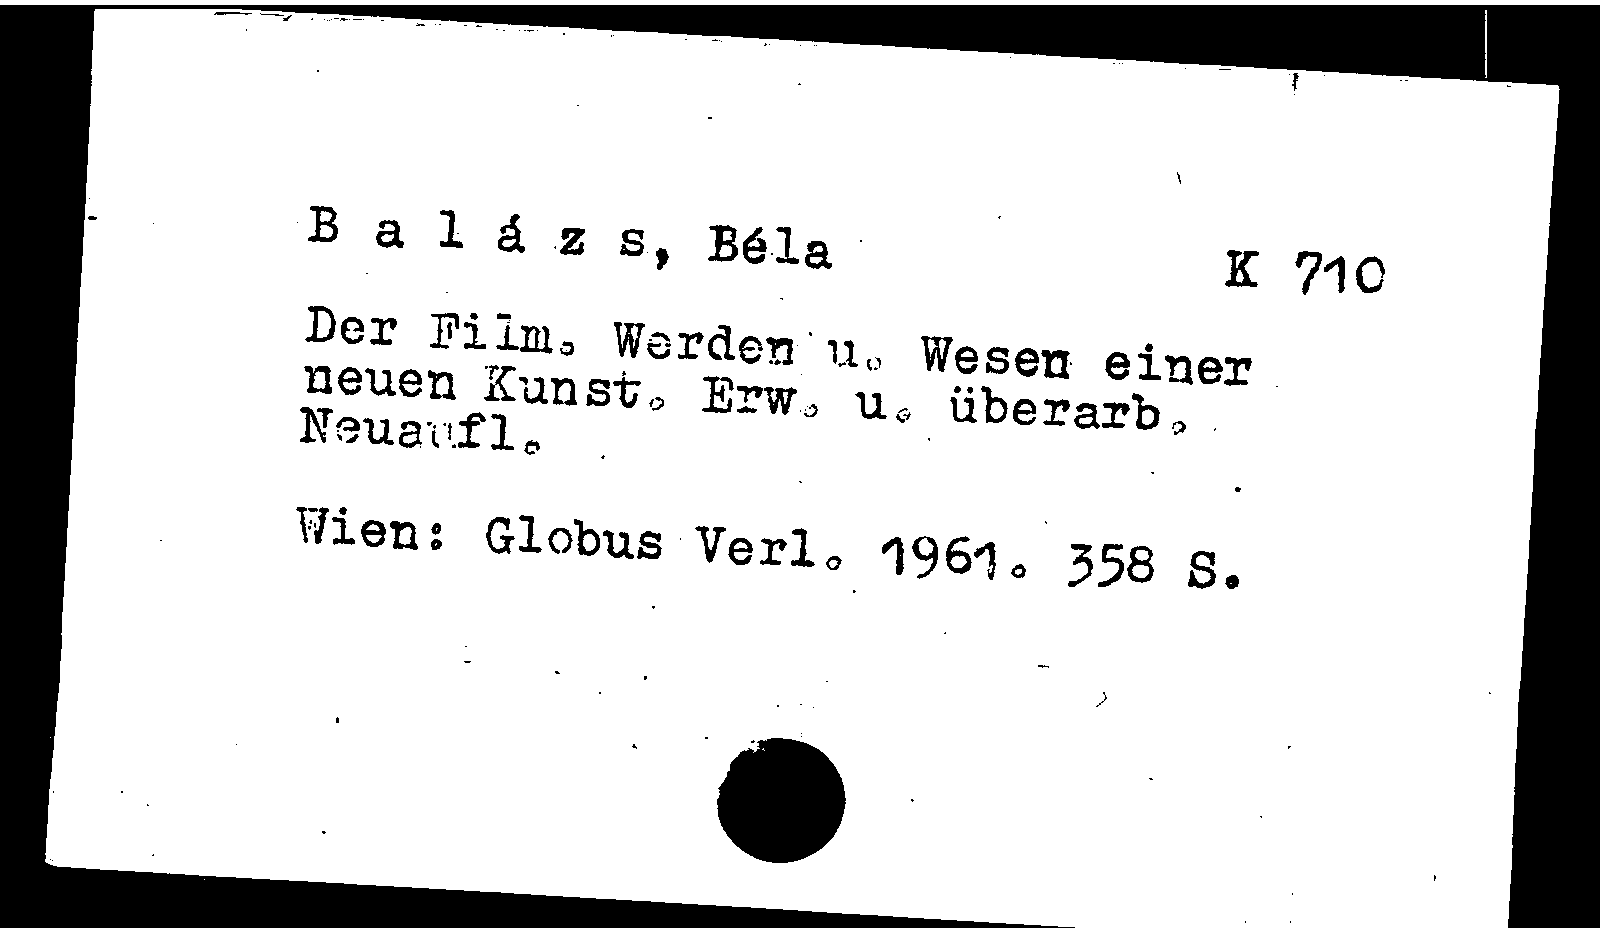 B a l á z s, Béla
K 710
Der Film. Werden u. Wesen einer
neuen Kunst. Erw. u. überarb.
Neuaufl.
Wien: Globus Verl. 1961. 358 S.